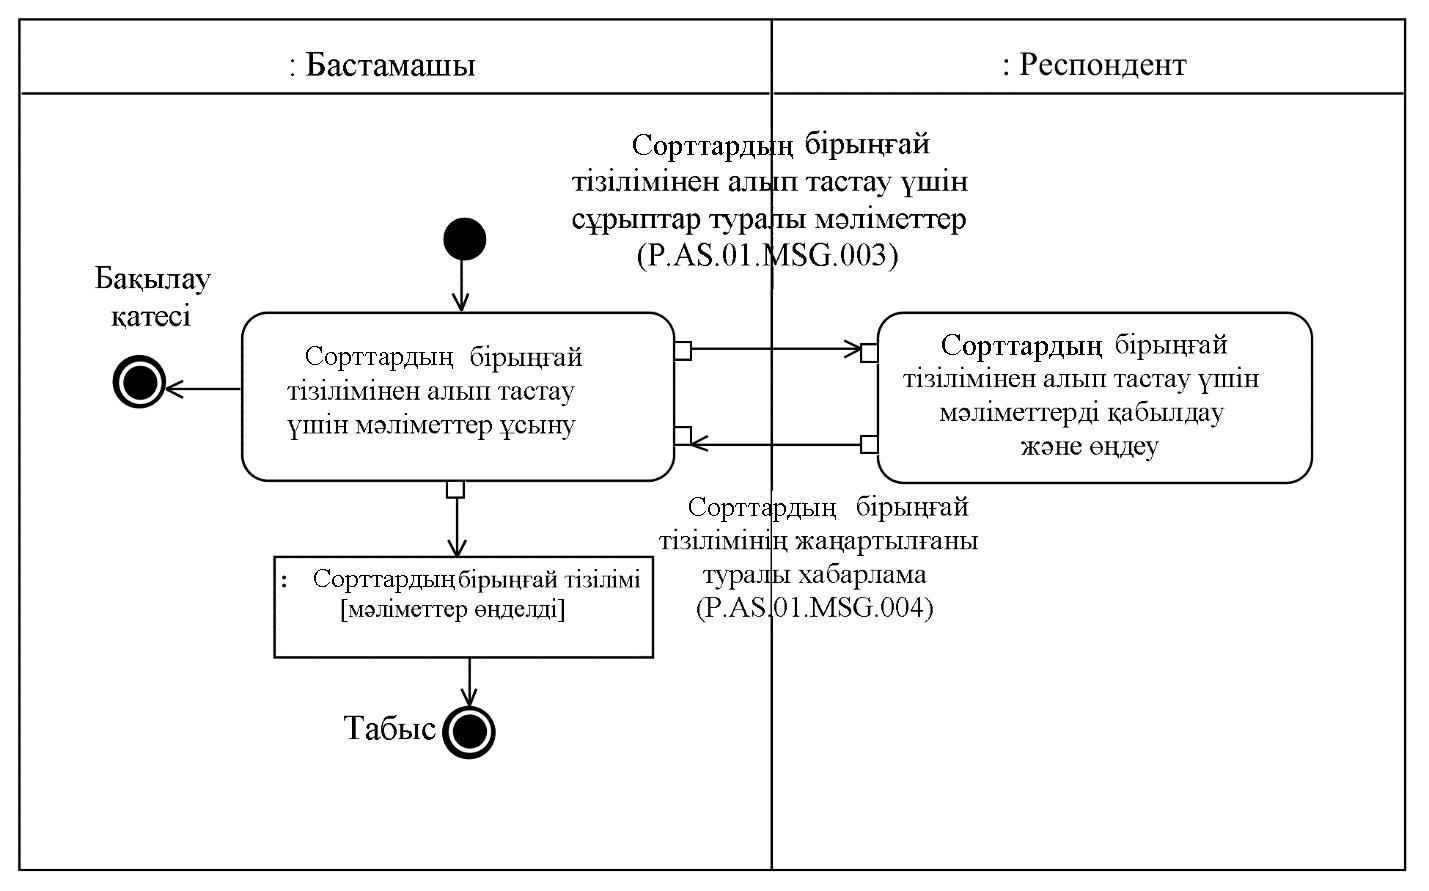 : Бастамашы
: Респондент
Сорттардың бірыңғай
тізілімінен алып тастау үшін
сұрыптар туралы мәліметтер
(P.AS.01.MSG.003)
Бақылау
қатесі
Сорттардың бірыңғай
тізілімінен алып тастау
үшін мәліметтер ұсыну
Сорттардың бірыңғай
тізілімінен алып тастау үшін
мәліметтерді қабылдау
және өңдеу
Сорттардың бірыңғай
тізілімінің жаңартылғаны
туралы хабарлама
(P.AS.01.MSG.004)
: Сорттардың бірыңғай тізілімі
[мәліметтер өңделді]
Табыс